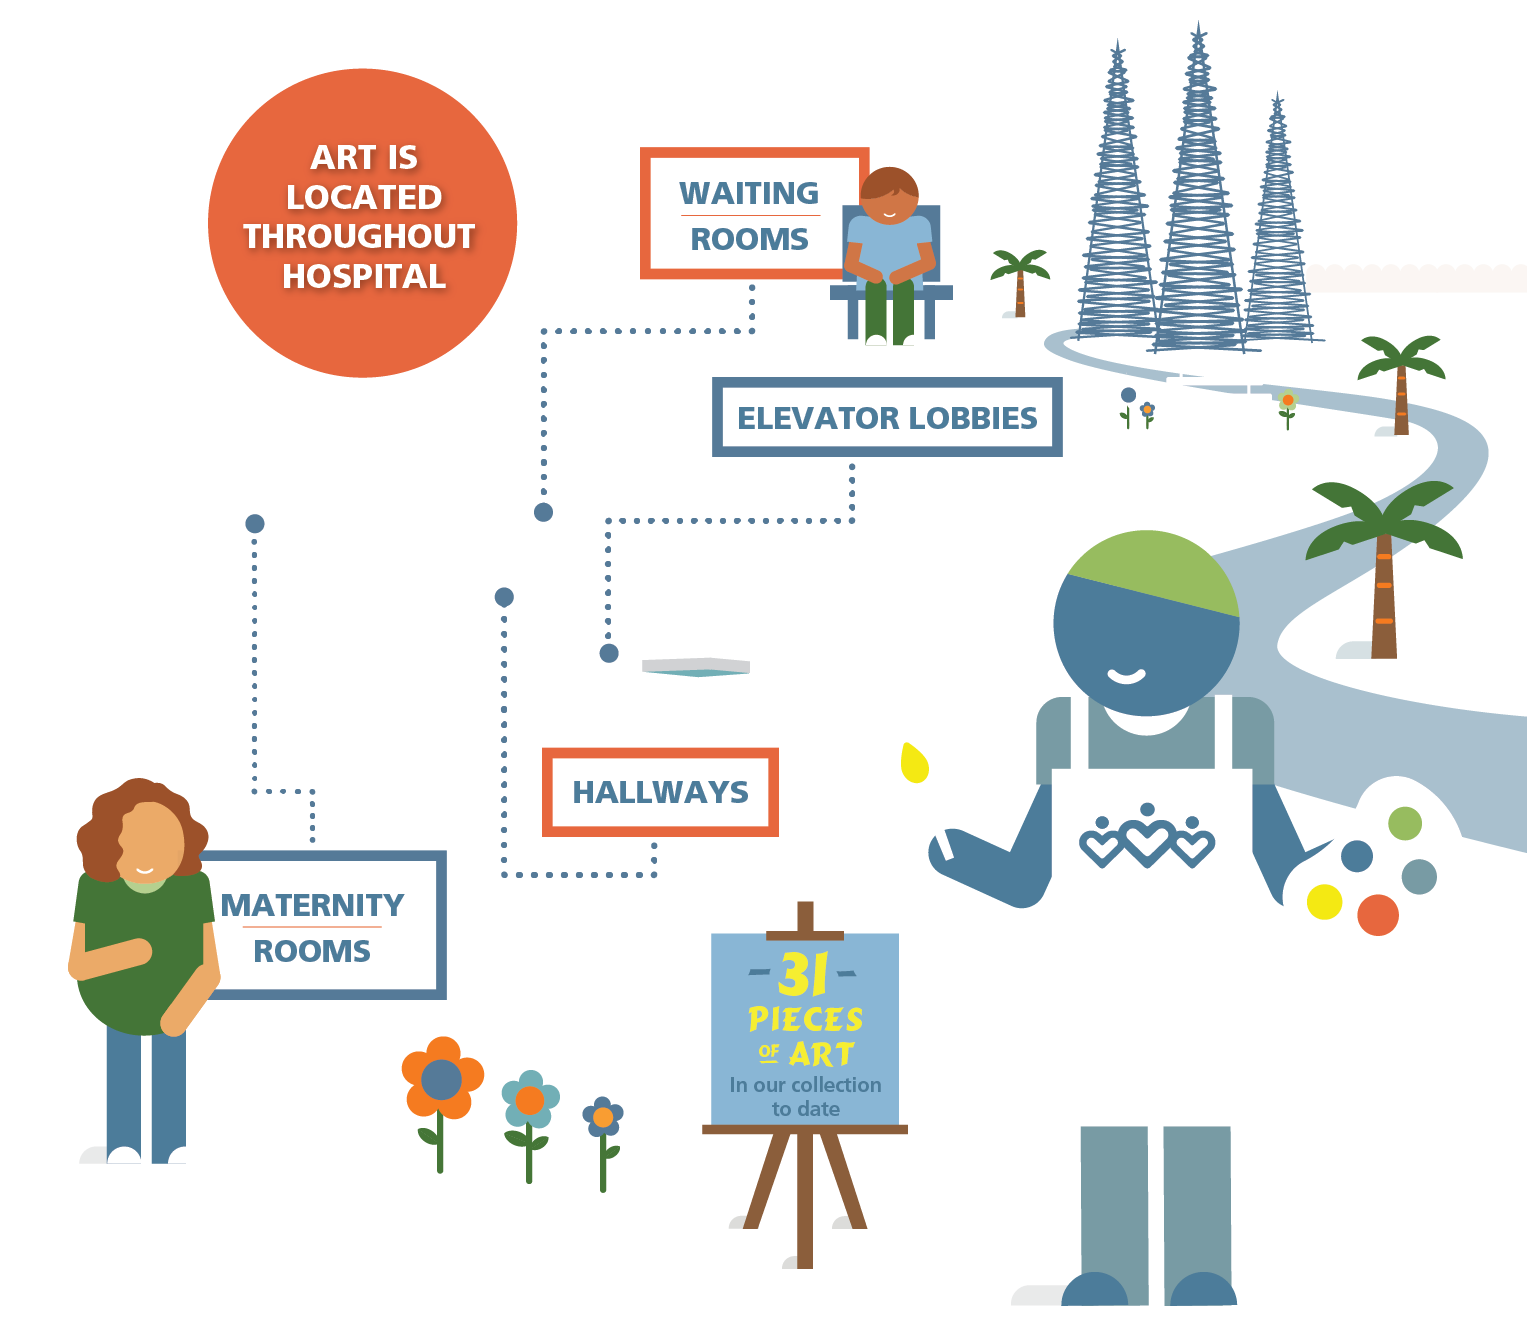 ART IS
LOCATED
THROUGHOUT
HOSPITAL
WAITING
ROOMS
ELEVATOR LOBBIES
HALLWAYS
MATERNITY
ROOMS
- 31 -
PIECES
OF ART
In our collection
to date